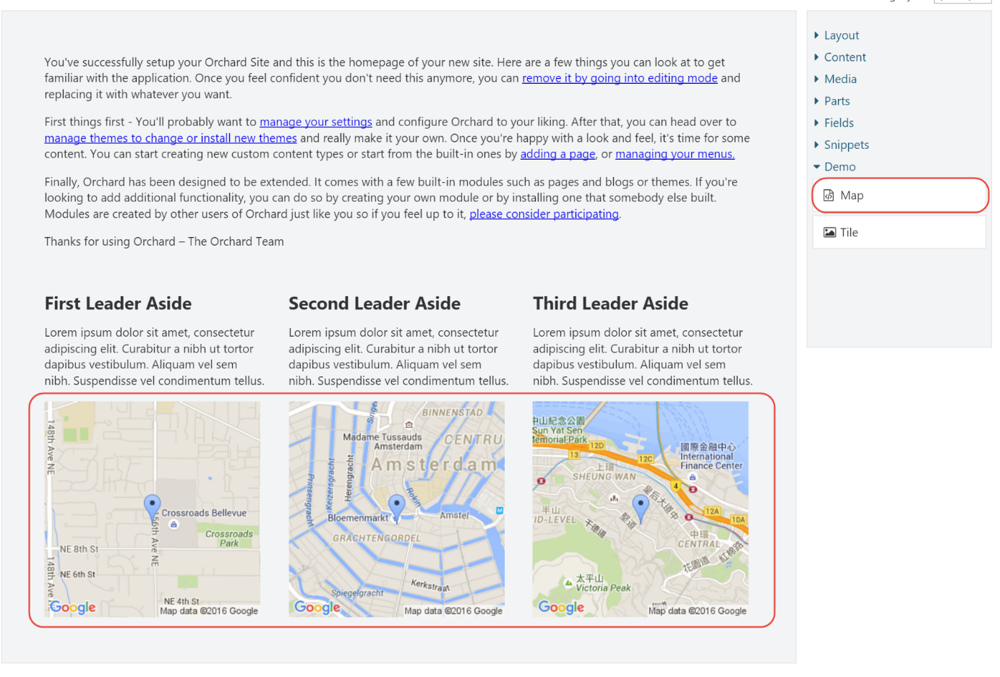 You've successfully setup your Orchard Site and this is the homepage of your new site. Here are a few things you can look at to get
familiar with the application. Once you feel confident you don't need this anymore, you can remove it by going into editing mode and
replacing it with whatever you want.
First things first - You'll probably want to manage your settings and configure Orchard to your liking. After that, you can head over to
manage themes to change or install new themes and really make it your own. Once you're happy with a look and feel, it's time for some
content. You can start creating new custom content types or start from the built-in ones by adding a page, or managing your menus.
Finally, Orchard has been designed to be extended. It comes with a few built-in modules such as pages and blogs or themes. If you're
looking to add additional functionality, you can do so by creating your own module or by installing one that somebody else built.
Modules are created by other users of Orchard just like you so if you feel up to it, please consider participating.
Thanks for using Orchard – The Orchard Team
First Leader Aside
Lorem ipsum dolor sit amet, consectetur
adipiscing elit. Curabitur a nibh ut tortor
dapibus vestibulum. Aliquam vel sem
nibh. Suspendisse vel condimentum tellus.
148th Ave NE
Crossroads Bellevue
156th Ave NE
Crossroads
Park
NE 8th St
148th Ave
NE 6th St
NE 4th St
Google
Map data ©2016 Google
Second Leader Aside
Lorem ipsum dolor sit amet, consectetur
adipiscing elit. Curabitur a nibh ut tortor
dapibus vestibulum. Aliquam vel sem
nibh. Suspendisse vel condimentum tellus.
Singe
BINNENSTAD
Madame Tussauds
Amsterdam
CENTRU
Amsterdam
Prinsengracht
Keizersgracht
Herengracht
Rokin
Bloemenmarkt
Amstel
GRACHTENGORDEL
Kerkstraat
Spiegelgracht
Google
Map data ©2016 Google
Third Leader Aside
Lorem ipsum dolor sit amet, consectetur
adipiscing elit. Curabitur a nibh ut tortor
dapibus vestibulum. Aliquam vel sem
nibh. Suspendisse vel condimentum tellus.
中山紀念公園
Sun Yat Sen
Memorial Park
12D
13
12C
國際金融中心
International
Finance Center
上環
SHEUNG WAN
4
皇后大道中
半山
ID-LEVEL
堅道
干德道
12A
10A
中環
CENTRAL
花園道
紅棉路
太平山
Victoria Peak
Google
Map data ©2016 Google
Layout
Content
Media
Parts
Fields
Snippets
Demo
Map
Tile